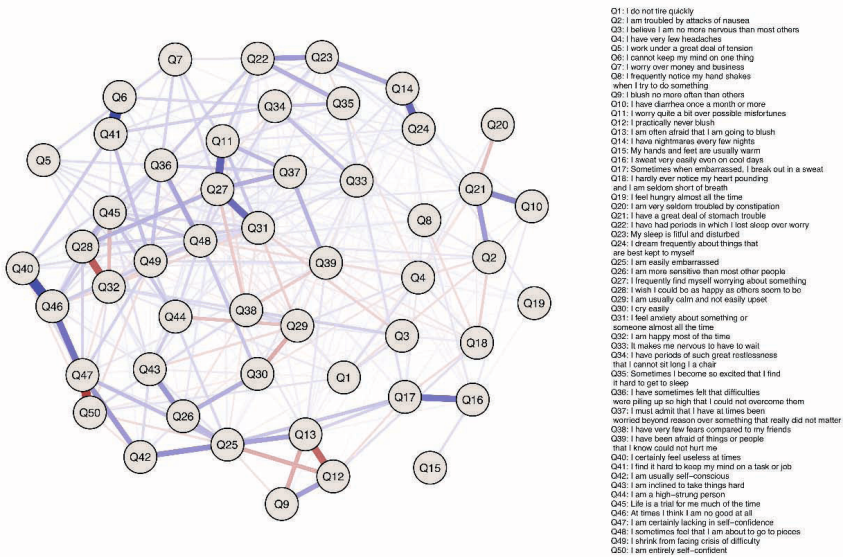 Q7
Q22
Q23
Q6
Q14
Q34
Q35
Q41
Q24
Q20
Q11
Q5
Q36
Q37
Q33
Q27
Q21
Q10
Q45
Q8
Q31
Q28
Q48
Q2
Q49
Q39
Q40
Q4
Q32
Q46
Q19
Q44
Q38
Q29
Q3
Q18
Q47
Q43
Q30
Q1
Q17
Q16
Q50
Q26
Q25
Q13
Q42
Q15
Q12
Q9
Q1: I do not tire quickly
Q2: I am troubled by attacks of nausea
Q3: I believe I am no more nervous than most others
Q4: I have very few headaches
Q5: I work under a great deal of tension
Q6: I cannot keep my mind on one thing
Q7: I worry over money and business
Q8: I frequently notice my hand shakes
when I try to do something
Q9: I blush no more often than others
Q10: I have diarrhea once a month or more
Q11: I worry quite a bit over possible misfortunes
Q12: I practically never blush
Q13: I am often afraid that I am going to blush
Q14: I have nightmares every few nights
Q15: My hands and feet are usually warm
Q16: I sweat very easily even on cool days
Q17: Sometimes when embarrassed, I break out in a sweat
Q18: I hardly ever notice my heart pounding
and I am seldom short of breath
Q19: I feel hungry almost all the time
Q20: I am very seldom troubled by constipation
Q21: I have a great deal of stomach trouble
Q22: I have had periods in which I lost sleep over worry
Q23: My sleep is fitful and disturbed
Q24: I dream frequently about things that
are best kept to myself
Q25: I am easily embarrassed
Q26: I am more sensitive than most other people
Q27: I frequently find myself worrying about something
Q28: I wish I could be as happy as others seem to be
Q29: I am usually calm and not easily upset
Q30: I cry easily
Q31: I feel anxiety about something or
someone almost all the time
Q32: I am happy most of the time
Q33: It makes me nervous to have to wait
Q34: I have periods of such great restlessness
that I cannot sit long I a chair
Q35: Sometimes I become so excited that I find
it hard to get to sleep
Q36: I have sometimes felt that difficulties
were piling up so high that I could not overcome them
Q37: I must admit that I have at times been
worried beyond reason over something that really did not matter
Q38: I have very few fears compared to my friends
Q39: I have been afraid of things or people
that I know could not hurt me
Q40: I certainly feel useless at times
Q41: I find it hard to keep my mind on a task or job
Q42: I am usually self−conscious
Q43: I am inclined to take things hard
Q44: I am a high−strung person
Q45: Life is a trial for me much of the time
Q46: At times I think I am no good at all
Q47: I am certainly lacking in self−confidence
Q48: I sometimes feel that I am about to go to pieces
Q49: I shrink from facing crisis of difficulty
Q50: I am entirely self−confident